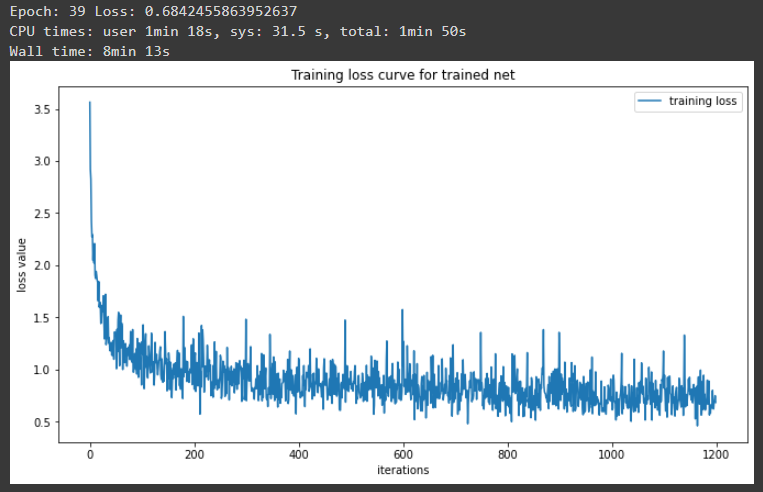 Epoch: 39 Loss: 0.6842455863952637
CPU times: user 1min 18s, sys: 31.5 s, total: 1min 50s
Wall time: 8min 13s
Training loss curve for trained net
training loss
3.5
3.0
2.5
2.0
1.5
1.0
0.5
loss value
0 200 400 600 800 1000 1200
iterations